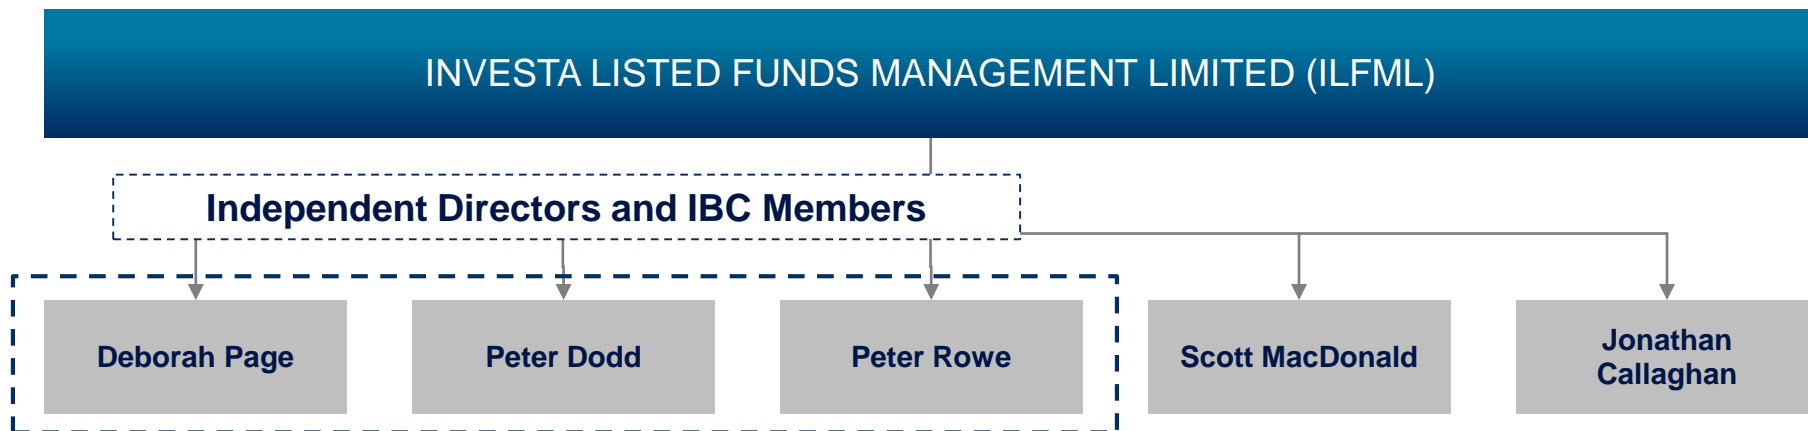 INVESTA LISTED FUNDS MANAGEMENT LIMITED (ILFML)
Independent Directors and IBC Members
Deborah Page
Peter Dodd
Peter Rowe
Scott MacDonald
Jonathan
Callaghan